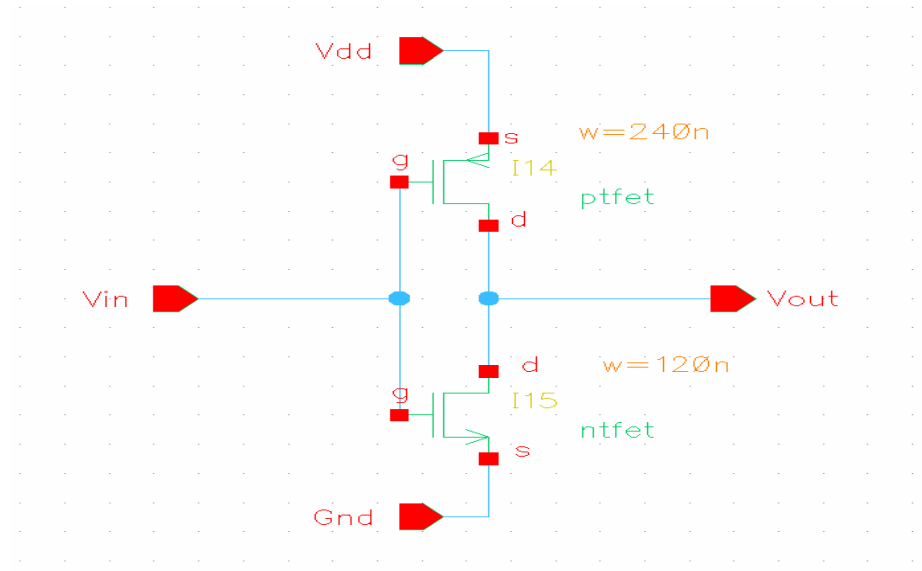 Vdd
s
w=240n
g
I14
ptfet
d
Vin
Vout
d
w=120n
g
I15
ntfet
s
Gnd